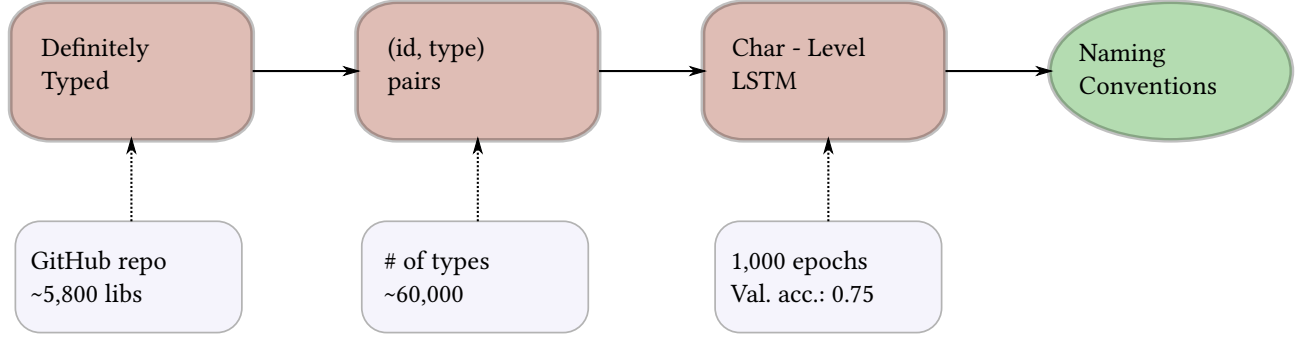 Definitely
Typed
(id, type)
pairs
Char - Level
LSTM
Naming
Conventions
GitHub repo
~5,800 libs
# of types
~60,000
1,000 epochs
Val. acc.: 0.75